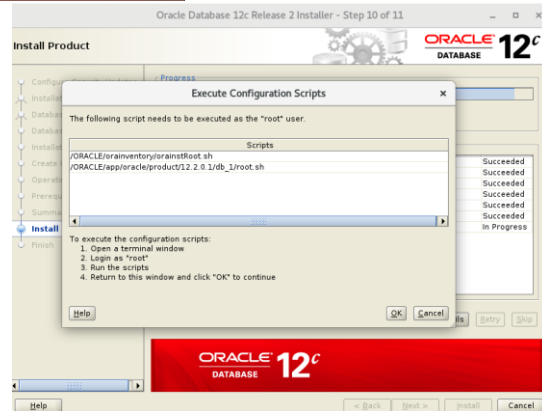 Oracle Database 12c Release 2 Installer - Step 10 of 11
Install Product
ORACLE 12c
DATABASE
Progress
Execute Configuration Scripts
The following script needs to be executed as the "root" user.
Scripts
/ORACLE/orainventory/orainstRoot.sh
/ORACLE/app/oracle/product/12.2.0.1/db_1/root.sh
To execute the configuration scripts:
1. Open a terminal window
2. Login as "root"
3. Run the scripts
4. Return to this window and click "OK" to continue
Help
OK
Cancel
Install
Finish
Succeeded
Succeeded
Succeeded
Succeeded
Succeeded
Succeeded
In Progress
Retry
Skip
ORACLE 12c
DATABASE
Help
< Back
Next >
Install
Cancel